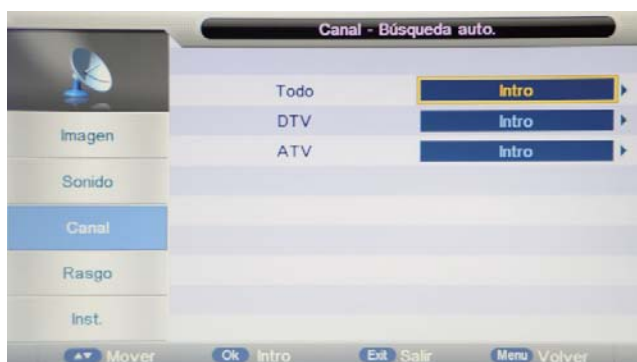 Canal - Búsqueda auto.
Todo Intro
DTV Intro
ATV Intro
Imagen
Sonido
Canal
Rasgo
Inst.
Mover Ok Intro Exit Salir Menu Volver